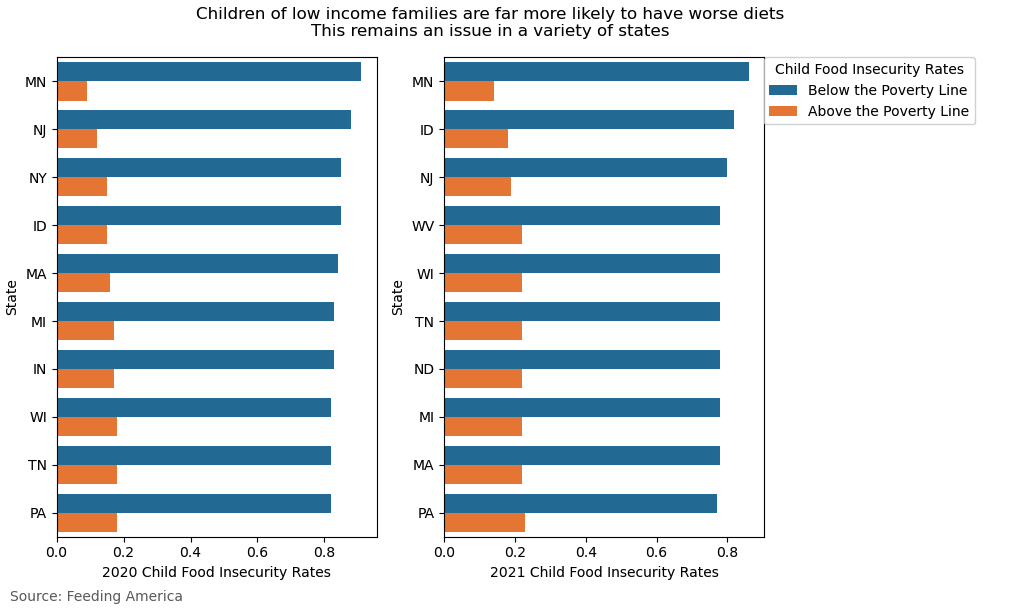 Children of low income families are far more likely to have worse diets
This remains an issue in a variety of states
State
MN
NJ
NY
ID
MA
MI
IN
WI
TN
PA
0.0 0.2 0.4 0.6 0.8
2020 Child Food Insecurity Rates
State
MN
ID
NJ
WV
WI
TN
ND
MI
MA
PA
0.0 0.2 0.4 0.6 0.8
2021 Child Food Insecurity Rates
Child Food Insecurity Rates
Below the Poverty Line
Above the Poverty Line
Source: Feeding America